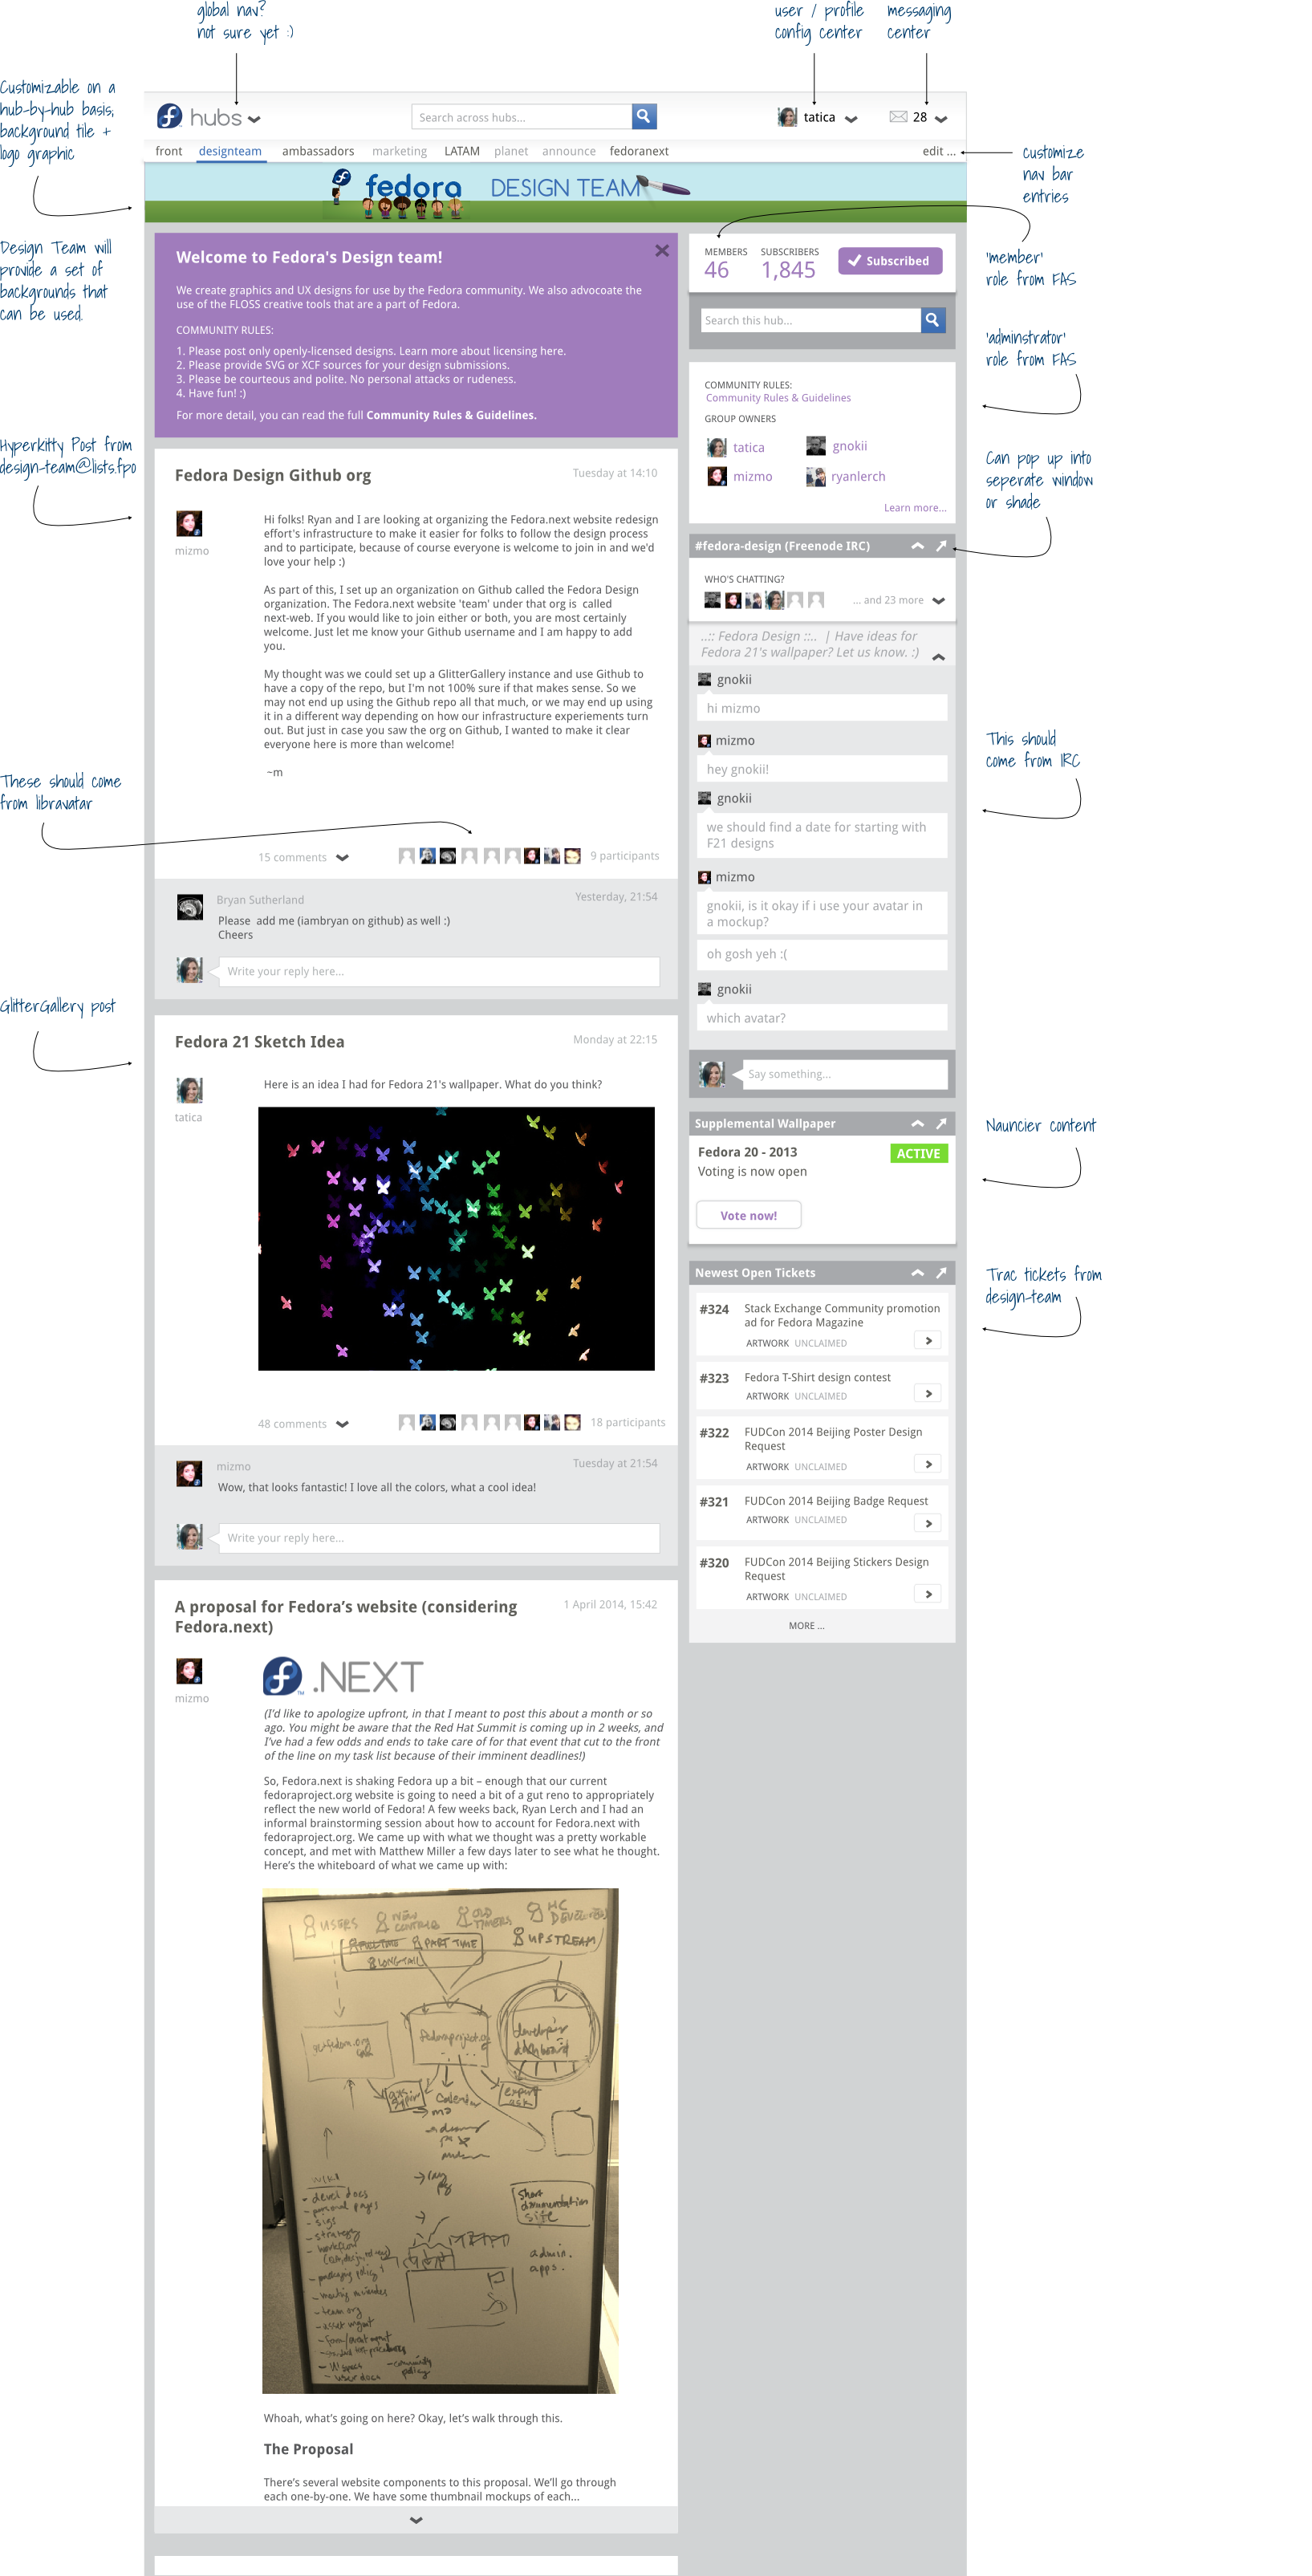 global nav?
not sure yet :)
user / profile
config center
messaging
center
Customizable on a
hub-by-hub basis;
background tile +
logo graphic
Design Team will
provide a set of
backgrounds that
can be used.
Hyperkitty Post from
design-team@lists.fpo
These should come
from libravatar
GlitterGallery post
hubs
Search across hubs...
tatica
28
front designteam ambassadors marketing LATAM planet announce fedoranext
edit ...
fedora DESIGN TEAM
Welcome to Fedora's Design team!
We create graphics and UX designs for use by the Fedora community. We also advocoate the
use of the FLOSS creative tools that are a part of Fedora.
COMMUNITY RULES:
1. Please post only openly-licensed designs. Learn more about licensing here.
2. Please provide SVG or XCF sources for your design submissions.
3. Please be courteous and polite. No personal attacks or rudeness.
4. Have fun! :)
For more detail, you can read the full Community Rules & Guidelines.
Fedora Design Github org
Tuesday at 14:10
mizmo
Hi folks! Ryan and I are looking at organizing the Fedora.next website redesign
effort's infrastructure to make it easier for folks to follow the design process
and to participate, because of course everyone is welcome to join in and we'd
love your help :)
As part of this, I set up an organization on Github called the Fedora Design
organization. The Fedora.next website 'team' under that org is called
next-web. If you would like to join either or both, you are most certainly
welcome. Just let me know your Github username and I am happy to add
you.
My thought was we could set up a GlitterGallery instance and use Github to
have a copy of the repo, but I'm not 100% sure if that makes sense. So we
may not end up using the Github repo all that much, or we may end up using
it in a different way depending on how our infrastructure experiements turn
out. But just in case you saw the org on Github, I wanted to make it clear
everyone here is more than welcome!
~m
15 comments
9 participants
Bryan Sutherland
Yesterday, 21:54
Please add me (iambryan on github) as well :)
Cheers
Write your reply here...
Fedora 21 Sketch Idea
Monday at 22:15
tatica
Here is an idea I had for Fedora 21's wallpaper. What do you think?
48 comments
18 participants
mizmo
Tuesday at 21:54
Wow, that looks fantastic! I love all the colors, what a cool idea!
Write your reply here...
A proposal for Fedora's website (considering
Fedora.next)
1 April 2014, 15:42
mizmo
.NEXT
(I'd like to apologize upfront, in that I meant to post this about a month or so
ago. You might be aware that the Red Hat Summit is coming up in 2 weeks, and
I've had a few odds and ends to take care of for that event that cut to the front
of the line on my task list because of their imminent deadlines!)
So, Fedora.next is shaking Fedora up a bit – enough that our current
fedoraproject.org website is going to need a bit of a gut reno to appropriately
reflect the new world of Fedora! A few weeks back, Ryan Lerch and I had an
informal brainstorming session about how to account for Fedora.next with
fedoraproject.org. We came up with what we thought was a pretty workable
concept, and met with Matthew Miller a few days later to see what he thought.
Here's the whiteboard of what we came up with:
USERS
NEW
OLD
TIMERS
HC
PART TIME
UPSTREAM
LONGTAIL
developer
dashboard
expert
ask
Calendar
WIKI
- devel docs
- personal pages
- sigs
- strategy
- workflow
- packaging policy
- meeting minutes
- asset mgmt
- user docs
- community
policy
short
documentation
site
admin.
apps.
Whoah, what's going on here? Okay, let's walk through this.
The Proposal
There's several website components to this proposal. We'll go through
each one-by-one. We have some thumbnail mockups of each...
MEMBERS
46
SUBSCRIBERS
1,845
Subscribed
Search this hub...
COMMUNITY RULES:
Community Rules & Guidelines
GROUP OWNERS
tatica gnokii
mizmo ryanlerch
Learn more...
#fedora-design (Freenode IRC)
WHO'S CHATTING?
... and 23 more
..:: Fedora Design ::.. | Have ideas for
Fedora 21's wallpaper? Let us know. :)
gnokii
hi mizmo
mizmo
hey gnokii!
gnokii
we should find a date for starting with
F21 designs
mizmo
gnokii, is it okay if i use your avatar in
a mockup?
oh gosh yeh :(
gnokii
which avatar?
Say something...
Supplemental Wallpaper
Fedora 20 - 2013
ACTIVE
Voting is now open
Vote now!
Newest Open Tickets
#324
Stack Exchange Community promotion
ad for Fedora Magazine
ARTWORK UNCLAIMED
#323
Fedora T-Shirt design contest
ARTWORK UNCLAIMED
#322
FUDCon 2014 Beijing Poster Design
Request
ARTWORK UNCLAIMED
#321
FUDCon 2014 Beijing Badge Request
ARTWORK UNCLAIMED
#320
FUDCon 2014 Beijing Stickers Design
Request
ARTWORK UNCLAIMED
MORE ...
customize
nav bar
entries
'member'
role from FAS
'adminstrator'
role from FAS
Can pop up into
seperate window
or shade
This should
come from IRC
Nauncier content
Trac tickets from
design-team